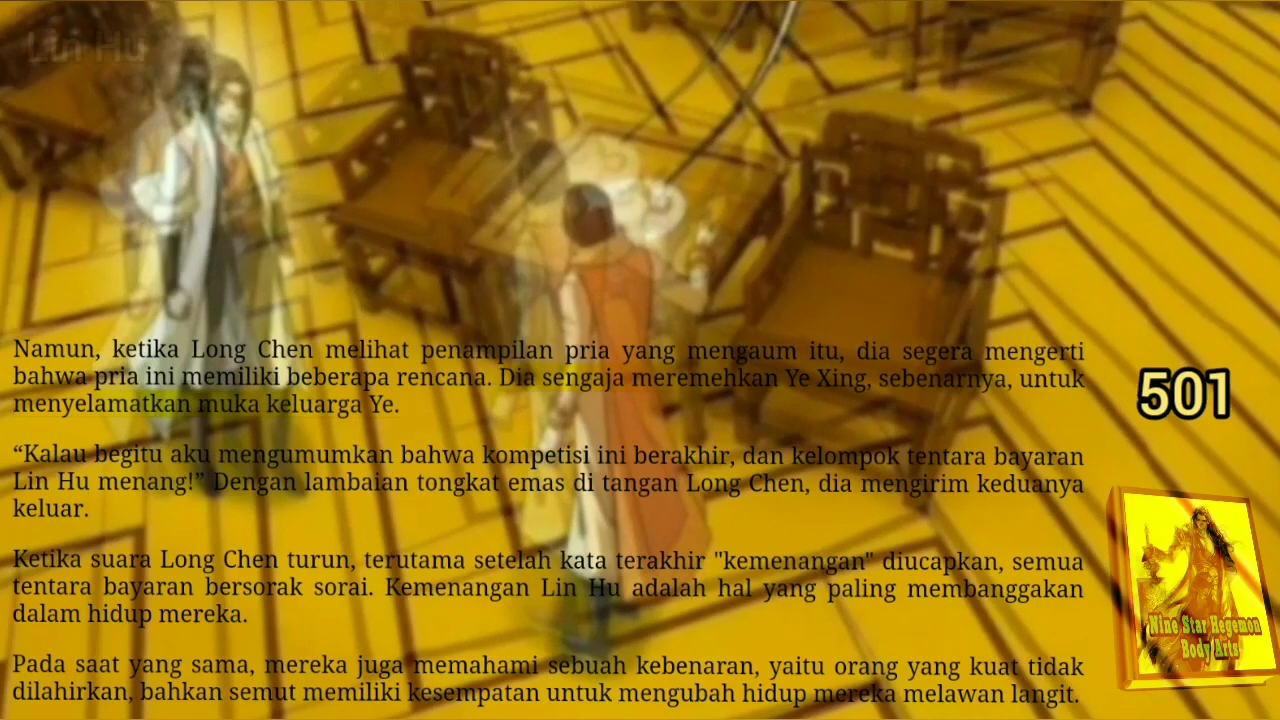 Lin Hu
Namun, ketika Long Chen melihat penampilan pria yang mengaum itu, dia segera mengerti
bahwa pria ini memiliki beberapa rencana. Dia sengaja meremehkan Ye Xing, sebenarnya, untuk
menyelamatkan muka keluarga Ye.
“Kalau begitu aku mengumumkan bahwa kompetisi ini berakhir, dan kelompok tentara bayaran
Lin Hu menang!” Dengan lambaian tongkat emas di tangan Long Chen, dia mengirim keduanya
keluar.
Ketika suara Long Chen turun, terutama setelah kata terakhir "kemenangan" diucapkan, semua
tentara bayaran bersorak sorai. Kemenangan Lin Hu adalah hal yang paling membanggakan
dalam hidup mereka.
Pada saat yang sama, mereka juga memahami sebuah kebenaran, yaitu orang yang kuat tidak
dilahirkan, bahkan semut memiliki kesempatan untuk mengubah hidup mereka melawan langit.
501
Nine Star Hegemon
Body Arts